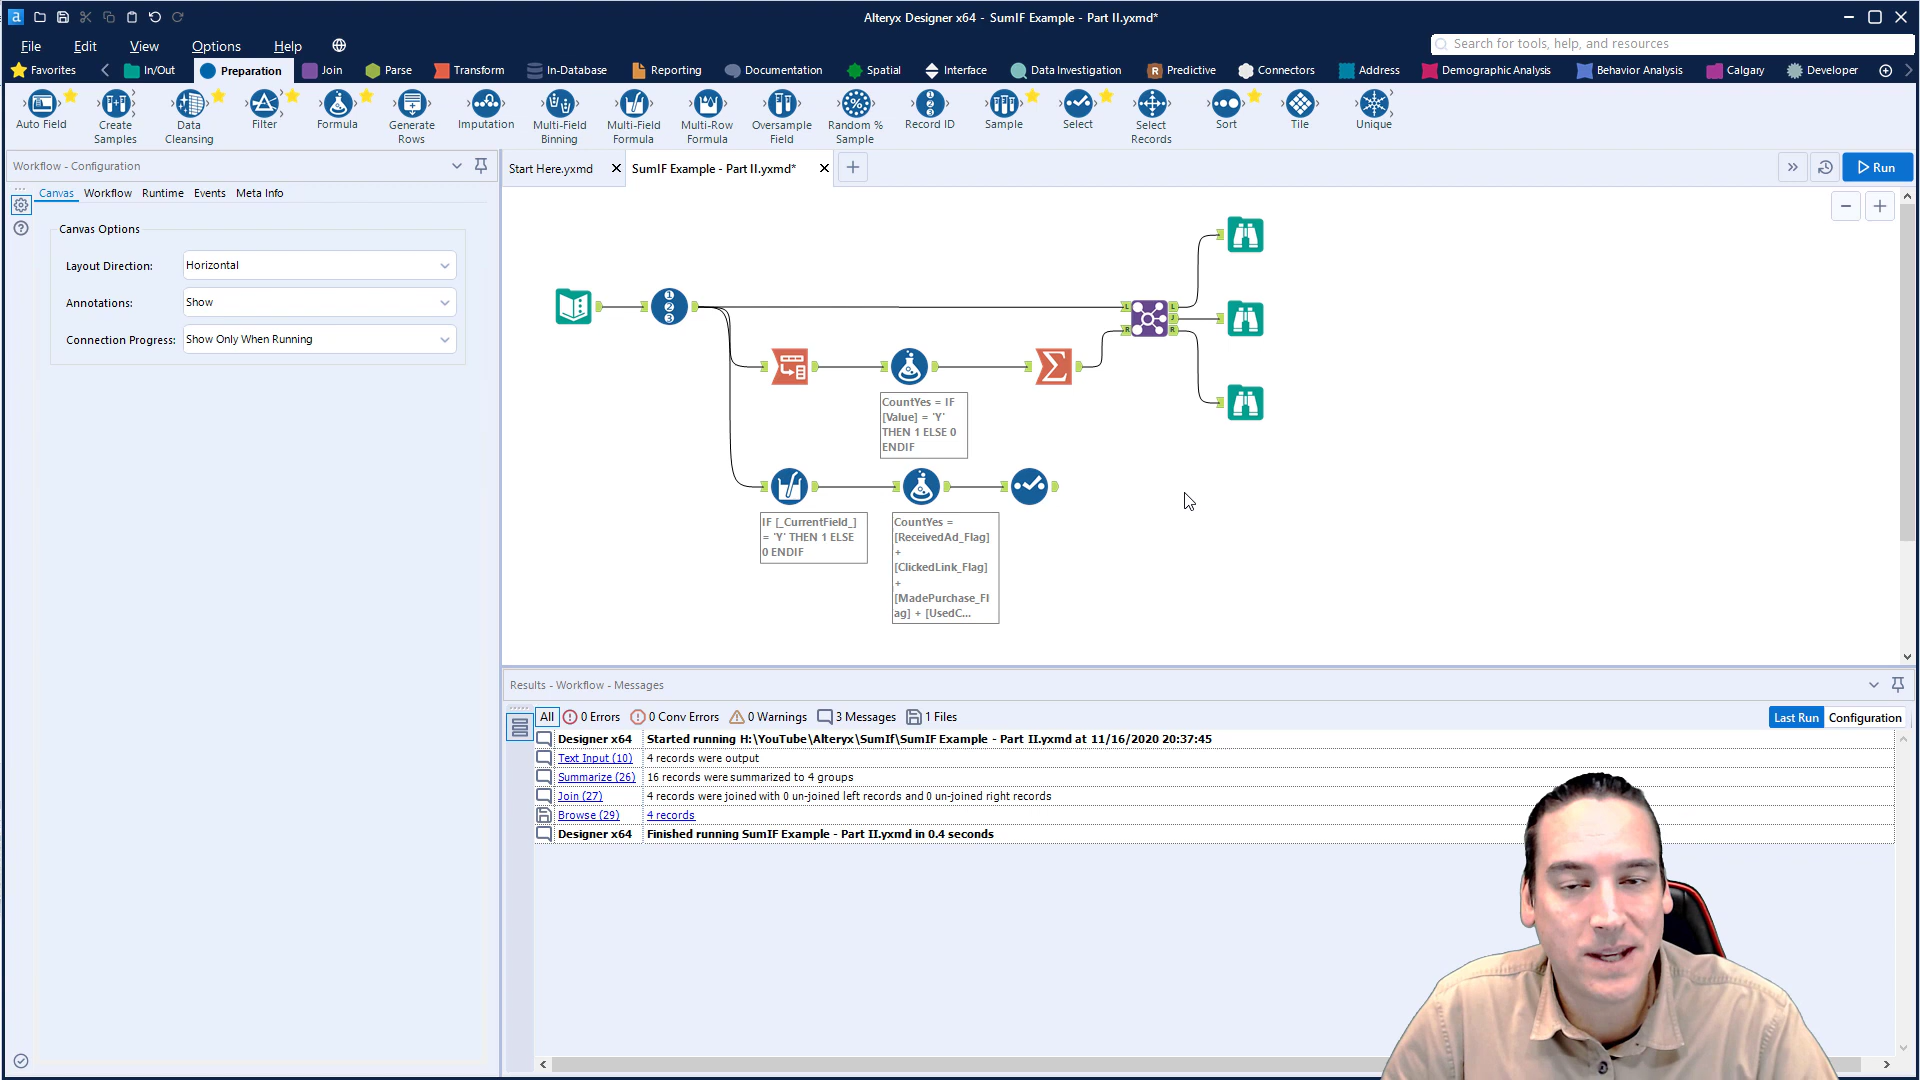 a
Alteryx Designer x64 - SumIF Example - Part II.yxmd*
File Edit View Options Help
Search for tools, help, and resources
Favorites In/Out Preparation Join Parse Transform In-Database Reporting Documentation Spatial Interface Data Investigation Predictive Connectors Address Demographic Analysis Behavior Analysis Calgary Developer
Auto Field
Create
Samples
Data
Cleansing
Filter
Formula
Generate
Rows
Imputation
Multi-Field
Binning
Multi-Field
Formula
Multi-Row
Formula
Oversample
Field
Random %
Sample
Record ID
Sample
Select
Select
Records
Sort
Tile
Unique
Workflow - Configuration
Start Here.yxmd
SumIF Example - Part II.yxmd*
Run
Canvas Workflow Runtime Events Meta Info
Canvas Options
Layout Direction: Horizontal
Annotations: Show
Connection Progress: Show Only When Running
1
2
3
L
R
L
J
R
CountYes = IF
[Value] = 'Y'
THEN 1 ELSE 0
ENDIF
IF [_CurrentField_]
= 'Y' THEN 1 ELSE
0 ENDIF
CountYes =
[ReceivedAd_Flag]
+
[ClickedLink_Flag]
+
[MadePurchase_Fl
ag] + [UsedC...
Results - Workflow - Messages
All 0 Errors 0 Conv Errors 0 Warnings 3 Messages 1 Files
Last Run Configuration
Designer x64 Started running H:\YouTube\Alteryx\SumIf\SumIF Example - Part II.yxmd at 11/16/2020 20:37:45
Text Input (10) 4 records were output
Summarize (26) 16 records were summarized to 4 groups
Join (27) 4 records were joined with 0 un-joined left records and 0 un-joined right records
Browse (29) 4 records
Designer x64 Finished running SumIF Example - Part II.yxmd in 0.4 seconds